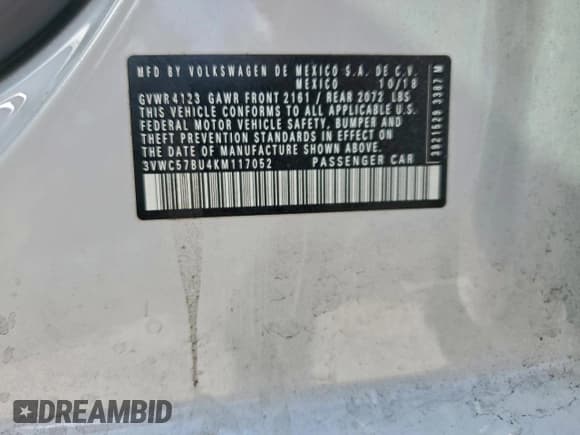 MFD BY VOLKSWAGEN DE MEXICO S.A. DE C.V.
MEXICO 10/18
GVWR 4123 GAWR FRONT 2161 / REAR 2072 LBS
THIS VEHICLE CONFORMS TO ALL APPLICABLE U.S.
FEDERAL MOTOR VEHICLE SAFETY, BUMPER AND
THEFT PREVENTION STANDARDS IN EFFECT ON
THE DATE OF MANUFACTURE SHOWN ABOVE.
3VWC57BU4KM117052 PASSENGER CAR
3921529 3387 M
DREAMBID